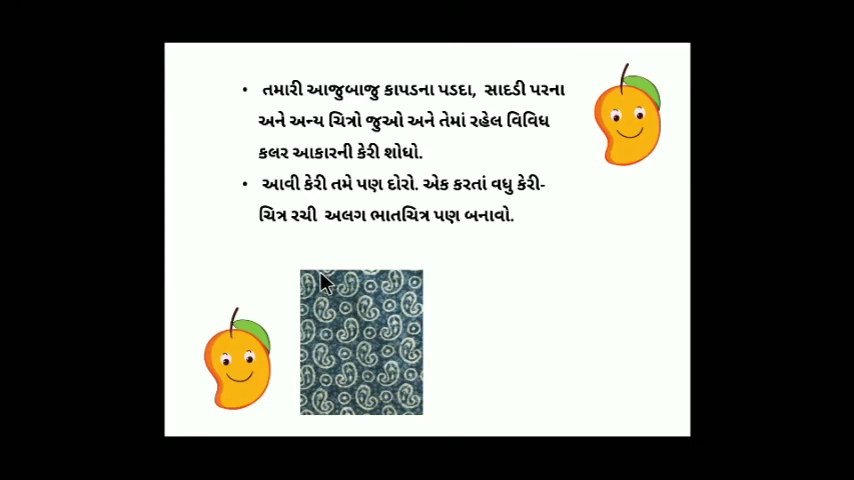 • તમારી આજુબાજુ કાપડના પડદા, સાદડી પરના
અને અન્ય ચિત્રો જુઓ અને તેમાં રહેલ વિવિધ
કલર આકારની કેરી શોધો.
• આવી કેરી તમે પણ દોરો. એક કરતાં વધુ કેરી-
ચિત્ર રચી અલગ ભાતચિત્ર પણ બનાવો.